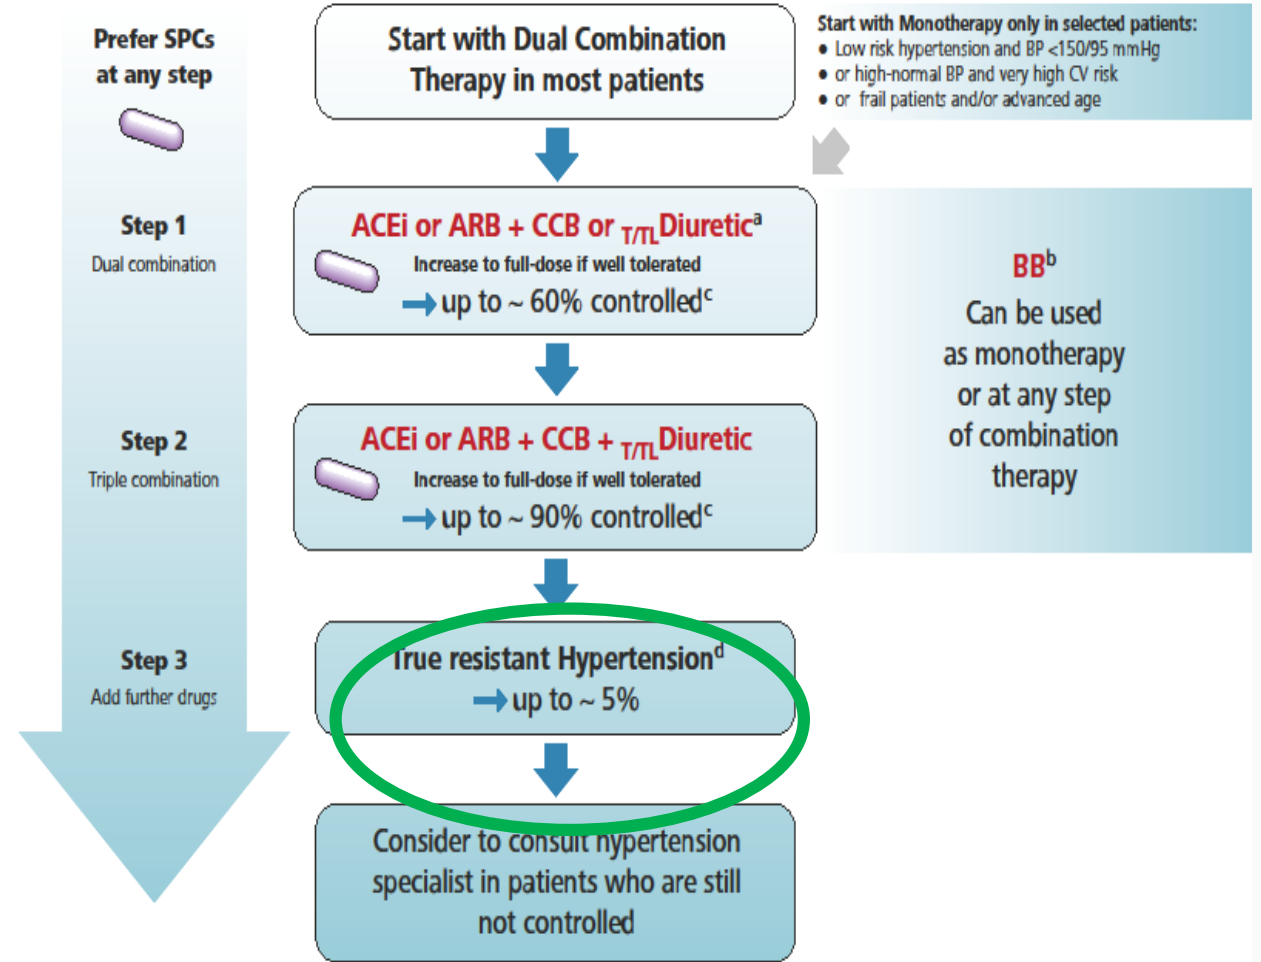 Prefer SPCs
at any step
Start with Dual Combination
Therapy in most patients
Start with Monotherapy only in selected patients:
● Low risk hypertension and BP <150/95 mmHg
● or high-normal BP and very high CV risk
● or frail patients and/or advanced age
Step 1
Dual combination
ACEi or ARB + CCB or T/TLDiureticª
Increase to full-dose if well tolerated
→ up to ~ 60% controlledᶜ
BBᵇ
Can be used
as monotherapy
or at any step
of combination
therapy
Step 2
Triple combination
ACEi or ARB + CCB + T/TLDiuretic
Increase to full-dose if well tolerated
→ up to ~ 90% controlledᶜ
Step 3
Add further drugs
True resistant Hypertensionᵈ
→ up to ~ 5%
Consider to consult hypertension
specialist in patients who are still
not controlled